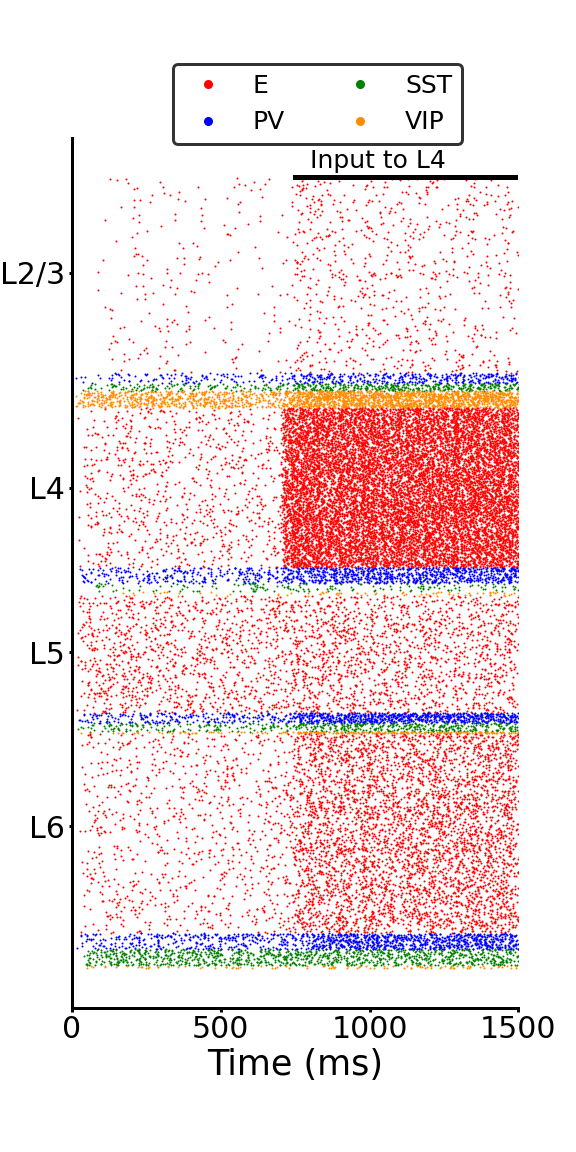 E SST
PV VIP
Input to L4
L2/3
L4
L5
L6
0 500 1000 1500
Time (ms)